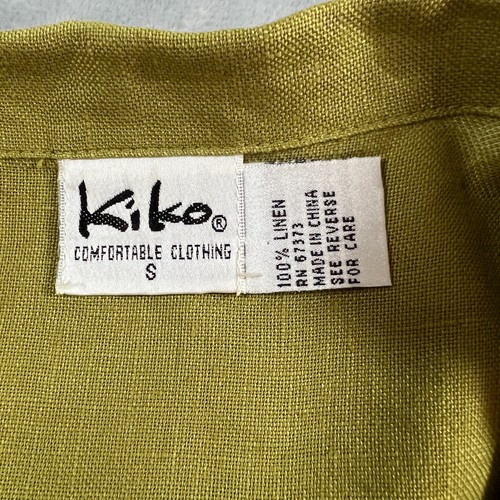 Kiko®
COMFORTABLE CLOTHING
S
100% LINEN
RN 67373
MADE IN CHINA
SEE REVERSE
FOR CARE